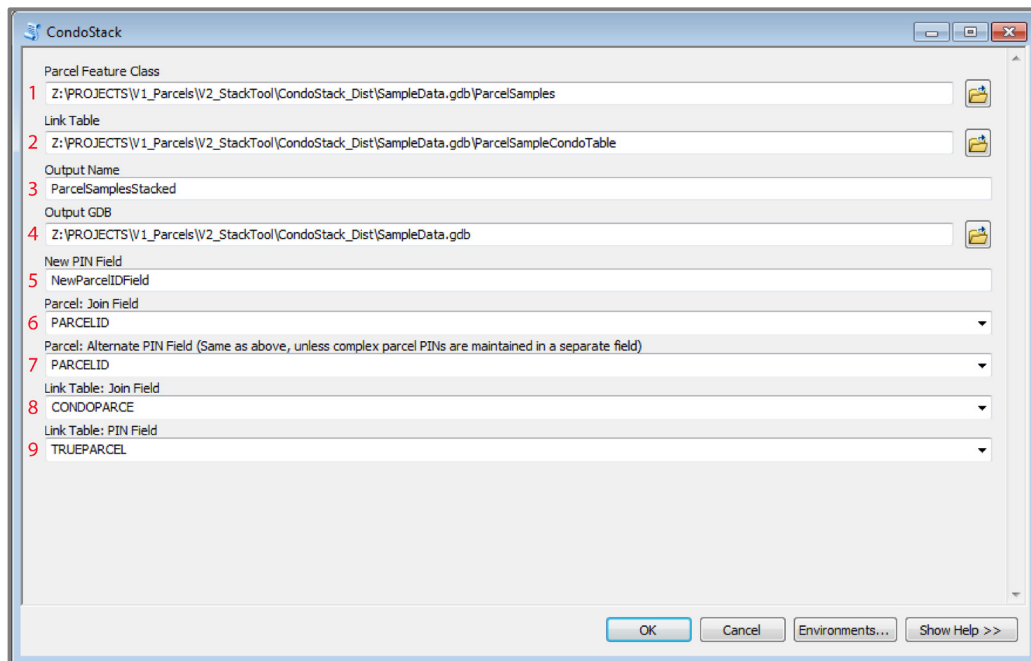 CondoStack
Parcel Feature Class
1 Z:\PROJECTS\V1_Parcels\V2_StackTool\CondoStack_Dist\SampleData.gdb\ParcelSamples
Link Table
2 Z:\PROJECTS\V1_Parcels\V2_StackTool\CondoStack_Dist\SampleData.gdb\ParcelSampleCondoTable
Output Name
3 ParcelSamplesStacked
Output GDB
4 Z:\PROJECTS\V1_Parcels\V2_StackTool\CondoStack_Dist\SampleData.gdb
New PIN Field
5 NewParcelIDField
Parcel: Join Field
6 PARCELID
Parcel: Alternate PIN Field (Same as above, unless complex parcel PINs are maintained in a separate field)
7 PARCELID
Link Table: Join Field
8 CONDOPARCE
Link Table: PIN Field
9 TRUEPARCEL
OK Cancel Environments... Show Help >>